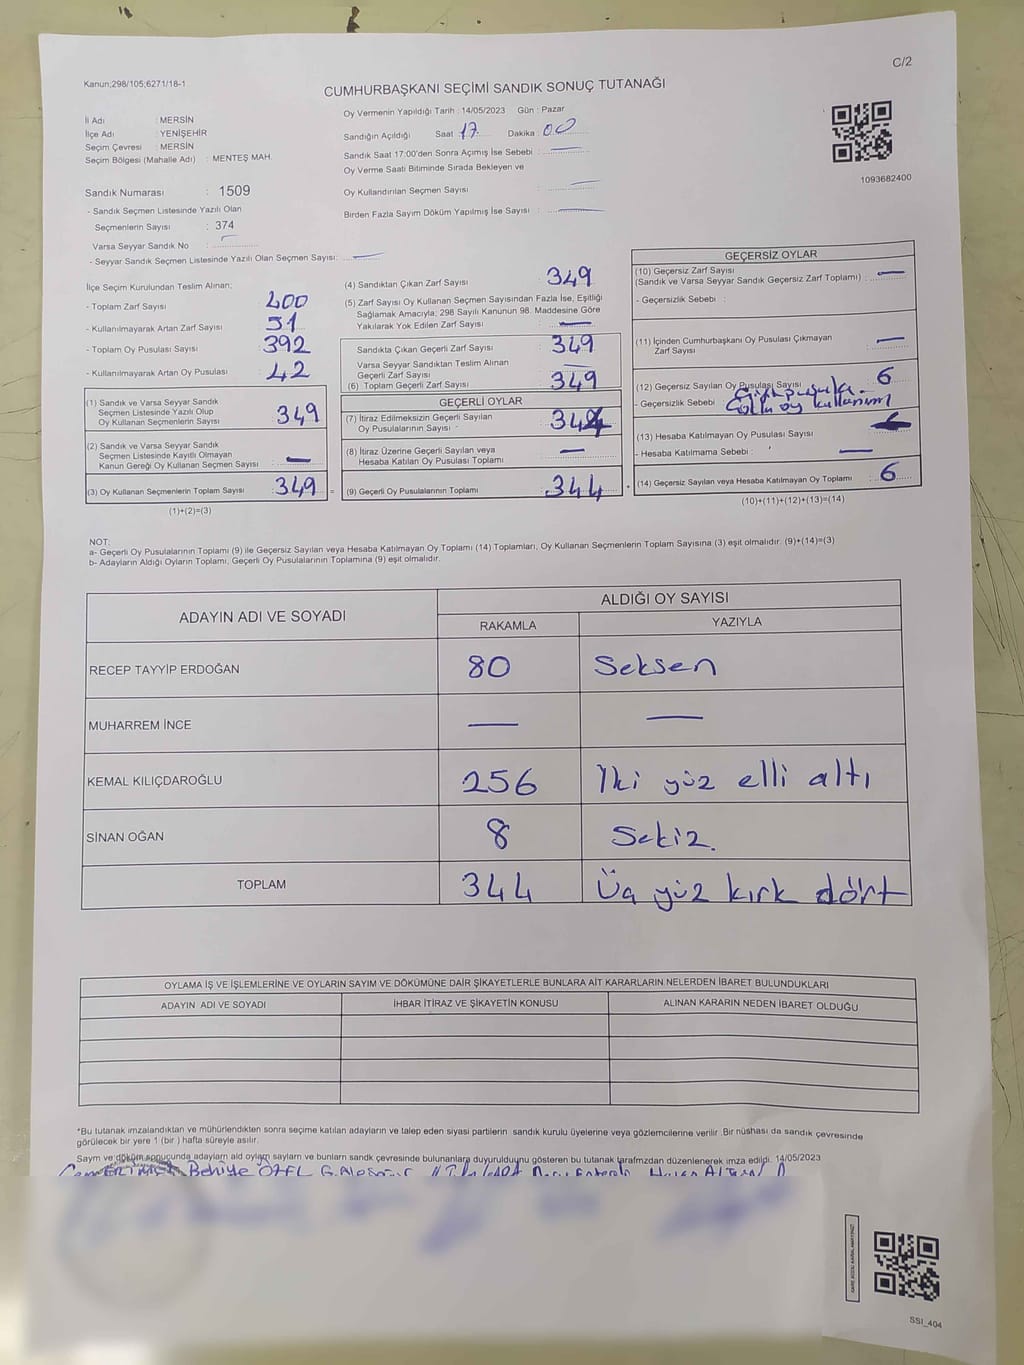 C/2
Kanun;298/105;6271/18-1
CUMHURBAŞKANI SEÇİMİ SANDIK SONUÇ TUTANAĞI
İl Adı : MERSİN
İlçe Adı : YENİŞEHİR
Seçim Çevresi : MERSİN
Seçim Bölgesi (Mahalle Adı) : MENTEŞ MAH.
Sandık Numarası : 1509
- Sandık Seçmen Listesinde Yazılı Olan
Seçmenlerin Sayısı : 374
Varsa Seyyar Sandık No :
- Seyyar Sandık Seçmen Listesinde Yazılı Olan Seçmen Sayısı: —
Oy Vermenin Yapıldığı Tarih : 14/05/2023 Gün : Pazar
Sandığın Açıldığı Saat 17 Dakika : 00
Sandık Saat 17:00'den Sonra Açımış İse Sebebi : —
Oy Verme Saati Bitiminde Sırada Bekleyen ve
Oy Kullandırılan Seçmen Sayısı : —
Birden Fazla Sayım Döküm Yapılmış İse Sayısı : —
1093682400
İlçe Seçim Kurulundan Teslim Alınan;
- Toplam Zarf Sayısı : 400
- Kullanılmayarak Artan Zarf Sayısı : 51
- Toplam Oy Pusulası Sayısı : 392
- Kullanılmayarak Artan Oy Pusulası : 42
(1) Sandık ve Varsa Seyyar Sandık
Seçmen Listesinde Yazılı Olup
Oy Kullanan Seçmenlerin Sayısı : 349
(2) Sandık ve Varsa Seyyar Sandık
Seçmen Listesinde Kayıtlı Olmayan
Kanun Gereği Oy Kullanan Seçmen Sayısı : —
(3) Oy Kullanan Seçmenlerin Toplam Sayısı : 349
(1)+(2)=(3)
(4) Sandıktan Çıkan Zarf Sayısı : 349
(5) Zarf Sayısı Oy Kullanan Seçmen Sayısından Fazla İse, Eşitliği
Sağlamak Amacıyla; 298 Sayılı Kanunun 98. Maddesine Göre
Yakılarak Yok Edilen Zarf Sayısı : —
Sandıkta Çıkan Geçerli Zarf Sayısı : 349
Varsa Seyyar Sandıktan Teslim Alınan
Geçerli Zarf Sayısı :
(6) Toplam Geçerli Zarf Sayısı : 349
GEÇERLİ OYLAR
(7) İtiraz Edilmeksizin Geçerli Sayılan
Oy Pusulalarının Sayısı : 344
(8) İtiraz Üzerine Geçerli Sayılan veya
Hesaba Katılan Oy Pusulası Toplamı : —
(9) Geçerli Oy Pusulalarının Toplamı : 344
GEÇERSİZ OYLAR
(10) Geçersiz Zarf Sayısı
(Sandık ve Varsa Seyyar Sandık Geçersiz Zarf Toplamı) : —
- Geçersizlik Sebebi :
(11) İçinden Cumhurbaşkanı Oy Pusulası Çıkmayan
Zarf Sayısı : —
(12) Geçersiz Sayılan Oy Pusulası Sayısı : 6
- Geçersizlik Sebebi : oy kullanım
(13) Hesaba Katılmayan Oy Pusulası Sayısı
- Hesaba Katılmama Sebebi : —
(14) Geçersiz Sayılan veya Hesaba Katılmayan Oy Toplamı : 6
(10)+(11)+(12)+(13)=(14)
NOT:
a- Geçerli Oy Pusulalarının Toplamı (9) ile Geçersiz Sayılan veya Hesaba Katılmayan Oy Toplamı (14) Toplamları, Oy Kullanan Seçmenlerin Toplam Sayısına (3) eşit olmalıdır. (9)+(14)=(3)
b- Adayların Aldığı Oyların Toplamı, Geçerli Oy Pusulalarının Toplamına (9) eşit olmalıdır.
ADAYIN ADI VE SOYADI
ALDIĞI OY SAYISI
RAKAMLA YAZIYLA
RECEP TAYYİP ERDOĞAN 80 Seksen
MUHARREM İNCE — —
KEMAL KILIÇDAROĞLU 256 İki yüz elli altı
SİNAN OĞAN 8 Sekiz.
TOPLAM 344 Üç yüz kırk dört
OYLAMA İŞ VE İŞLEMLERİNE VE OYLARIN SAYIM VE DÖKÜMÜNE DAİR ŞİKAYETLERLE BUNLARA AİT KARARLARIN NELERDEN İBARET BULUNDUKLARI
ADAYIN ADI VE SOYADI İHBAR İTİRAZ VE ŞİKAYETİN KONUSU ALINAN KARARIN NEDEN İBARET OLDUĞU
*Bu tutanak imzalandıktan ve mühürlendikten sonra seçime katılan adayların ve talep eden siyasi partilerin sandık kurulu üyelerine veya gözlemcilerine verilir .Bir nüshası da sandık çevresinde
görülecek bir yere 1 (bir ) hafta süreyle asılır.
Sayım ve döküm sonucunda adayların aldığı oyların sayıları ve bunların sandık çevresinde bulunanlara duyurulduğunu gösteren bu tutanak tarafımızdan düzenlenerek imza edildi. 14/05/2023
Behiye ÖZEL
KARE KODU KARALAMAYINIZ!
SSI_404